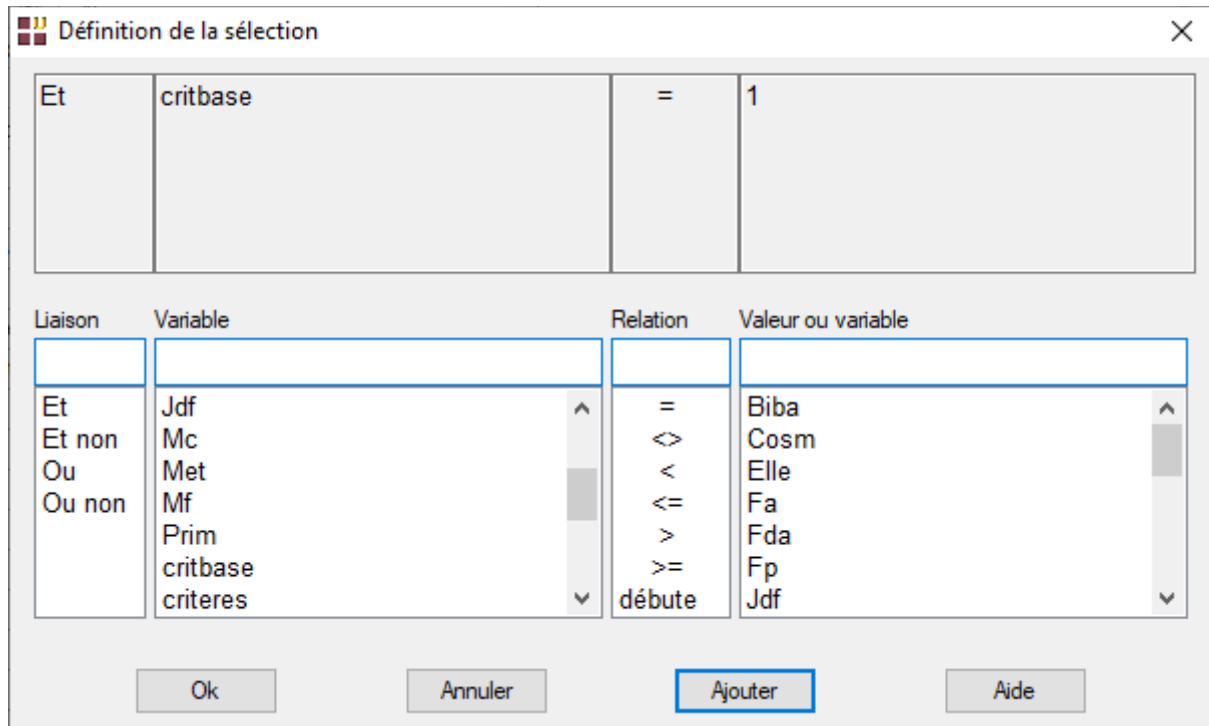 Définition de la sélection
Et critbase = 1
Liaison Variable Relation Valeur ou variable
Et Jdf = Biba
Et non Mc <> Cosm
Ou Met < Elle
Ou non Mf <= Fa
Prim > Fda
critbase >= Fp
criteres débute Jdf
Ok Annuler Ajouter Aide